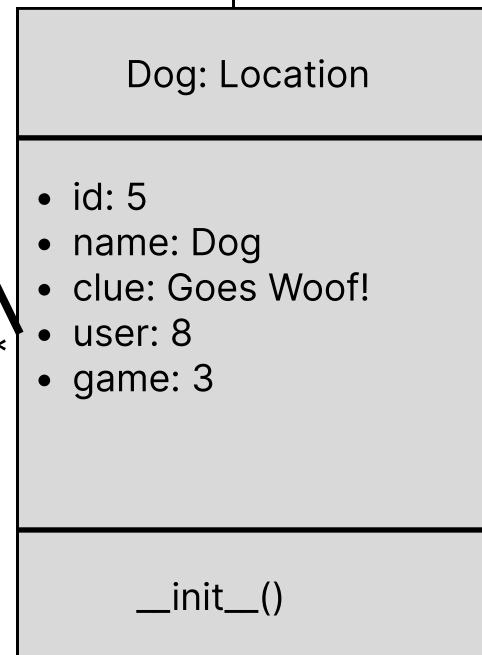 Dog: Location
• id: 5
• name: Dog
• clue: Goes Woof!
• user: 8
• game: 3
*
__init__()